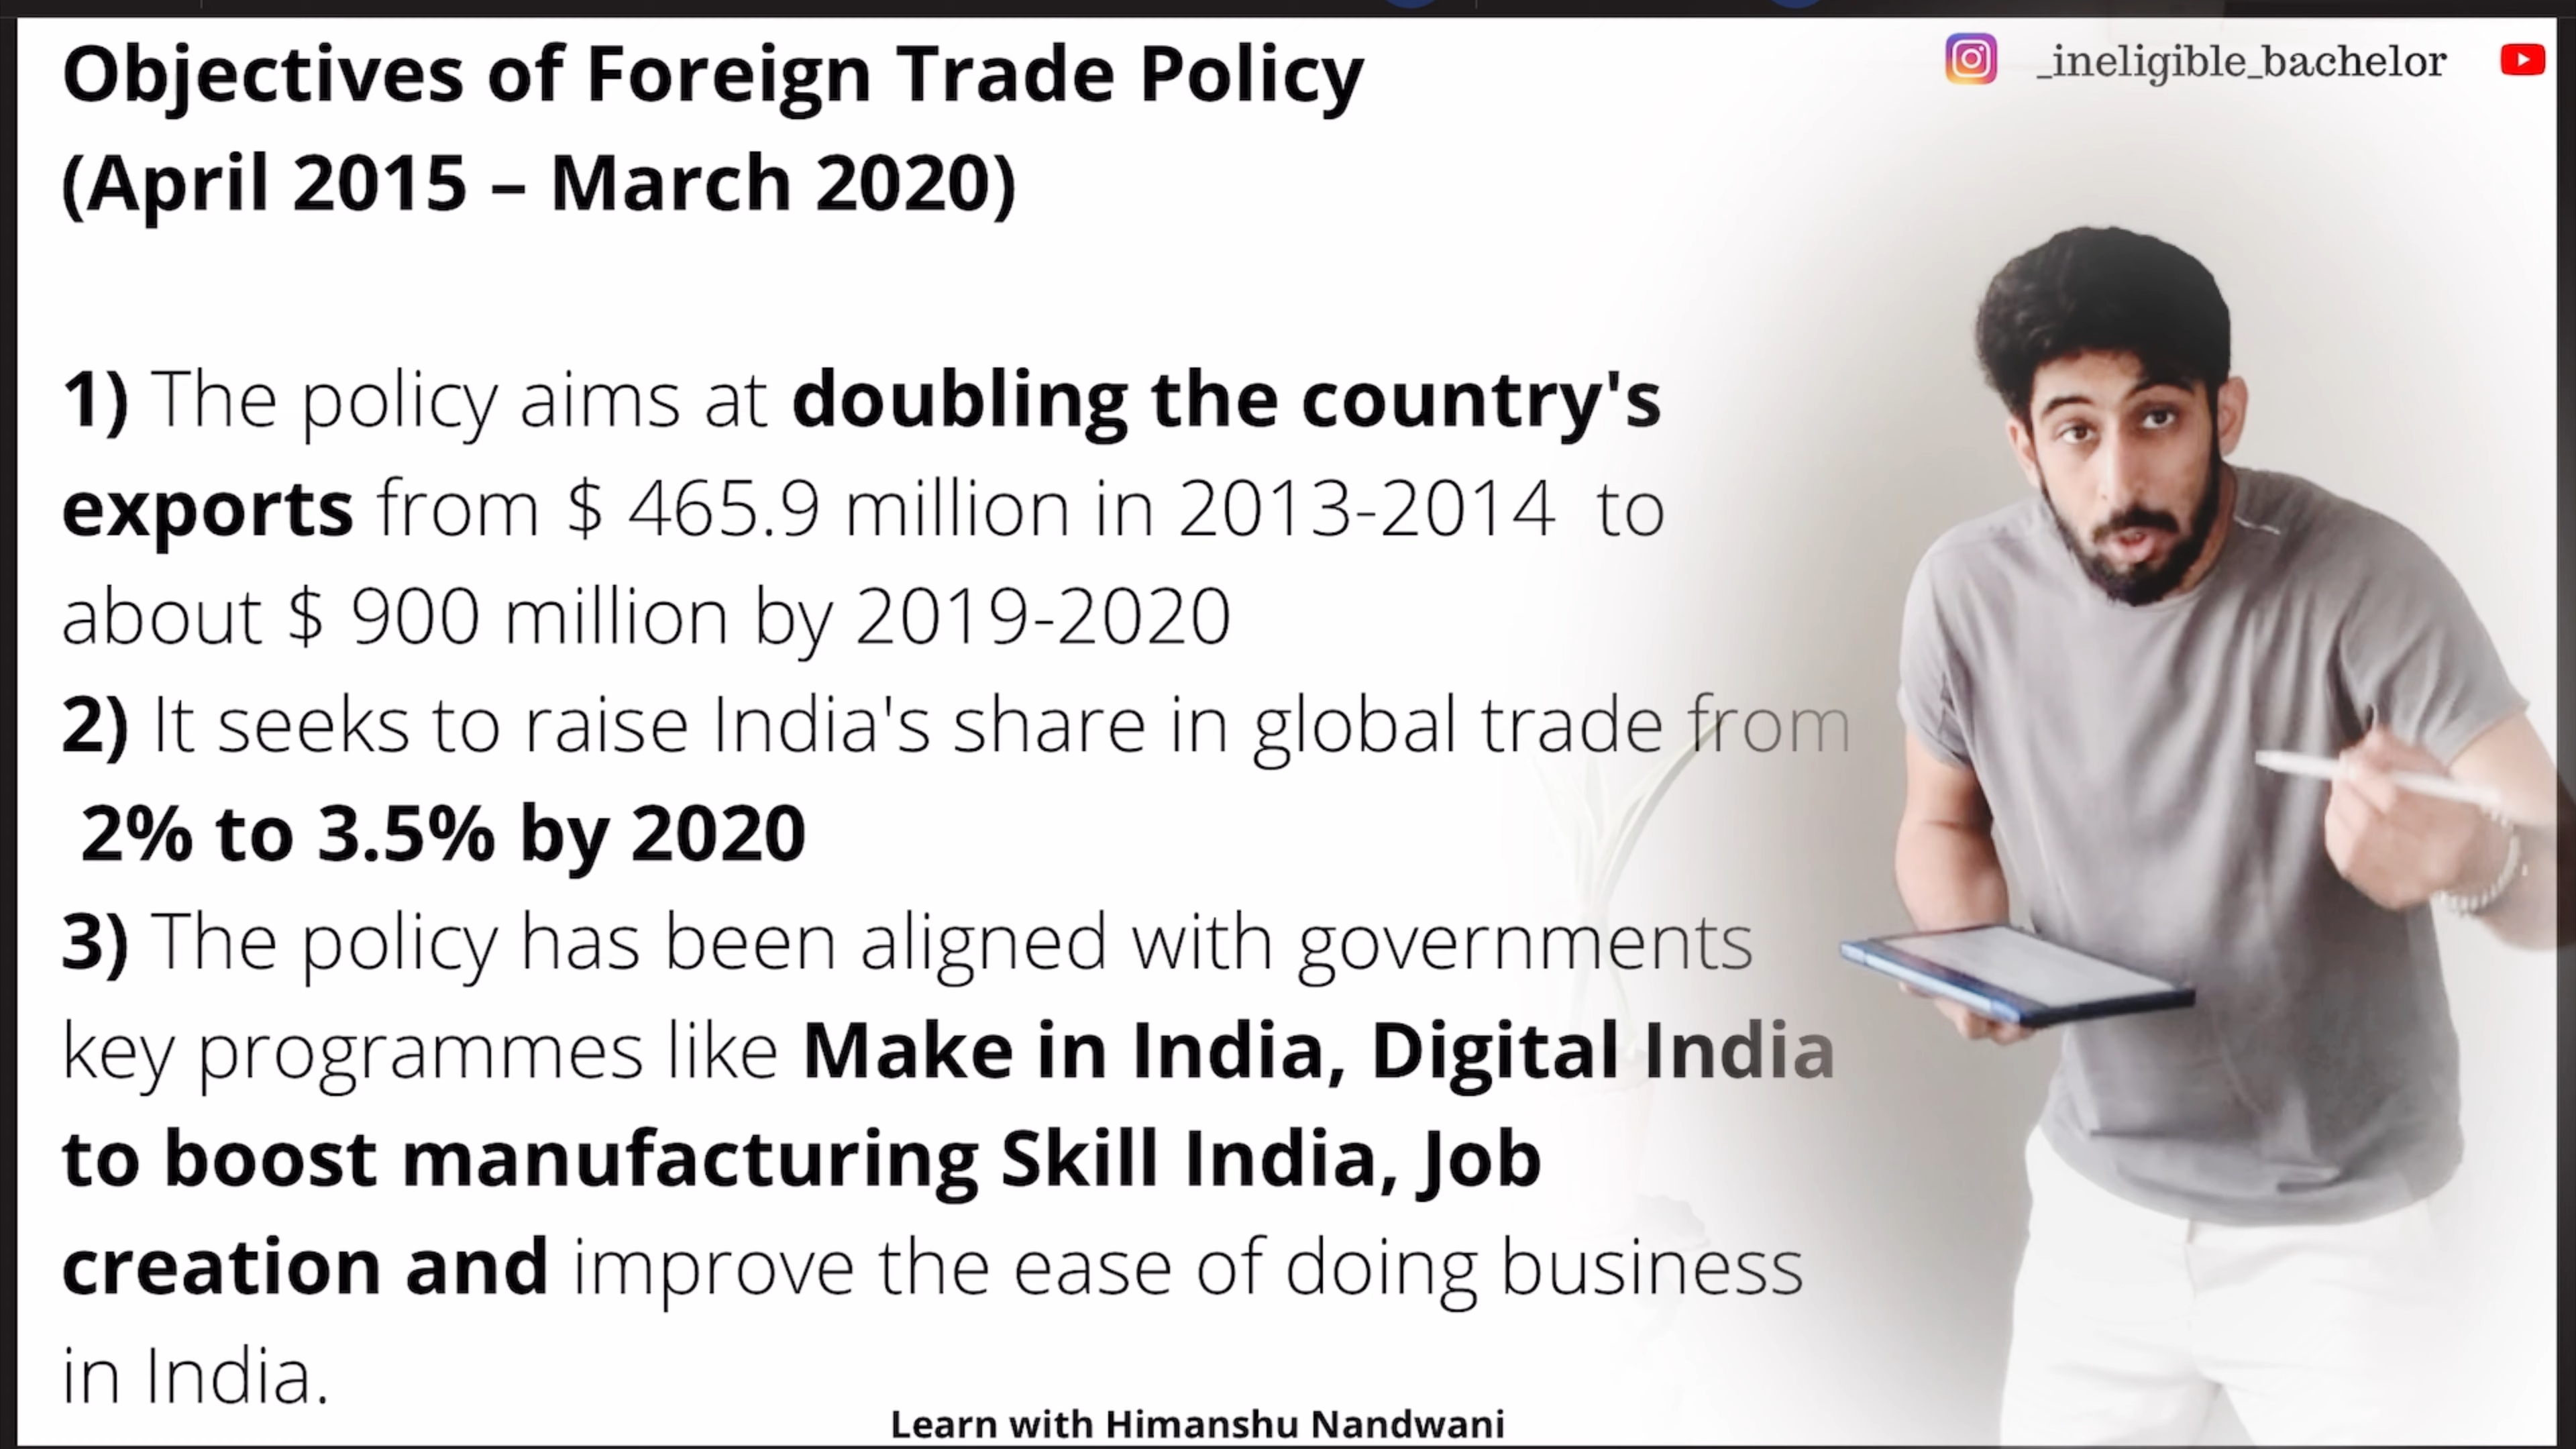 Objectives of Foreign Trade Policy
(April 2015 – March 2020)
_ineligible_bachelor
1) The policy aims at doubling the country's
exports from $ 465.9 million in 2013-2014 to
about $ 900 million by 2019-2020
2) It seeks to raise India's share in global trade from
2% to 3.5% by 2020
3) The policy has been aligned with governments
key programmes like Make in India, Digital India
to boost manufacturing Skill India, Job
creation and improve the ease of doing business
in India.
Learn with Himanshu Nandwani